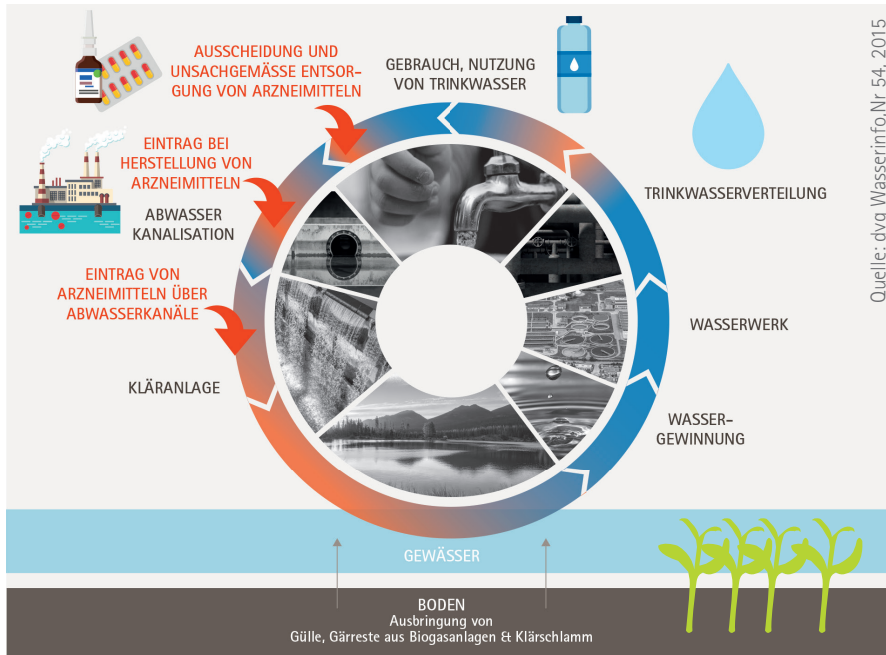 AUSSCHEIDUNG UND
UNSACHGEMÄSSE ENTSOR-
GUNG VON ARZNEIMITTELN
GEBRAUCH, NUTZUNG
VON TRINKWASSER
EINTRAG BEI
HERSTELLUNG VON
ARZNEIMITTELN
ABWASSER
KANALISATION
TRINKWASSERVERTEILUNG
EINTRAG VON
ARZNEIMITTELN ÜBER
ABWASSERKANÄLE
WASSERWERK
KLÄRANLAGE
WASSER-
GEWINNUNG
GEWÄSSER
BODEN
Ausbringung von
Gülle, Gärreste aus Biogasanlagen & Klärschlamm
Quelle: dvg Wasserinfo.Nr 54. 2015